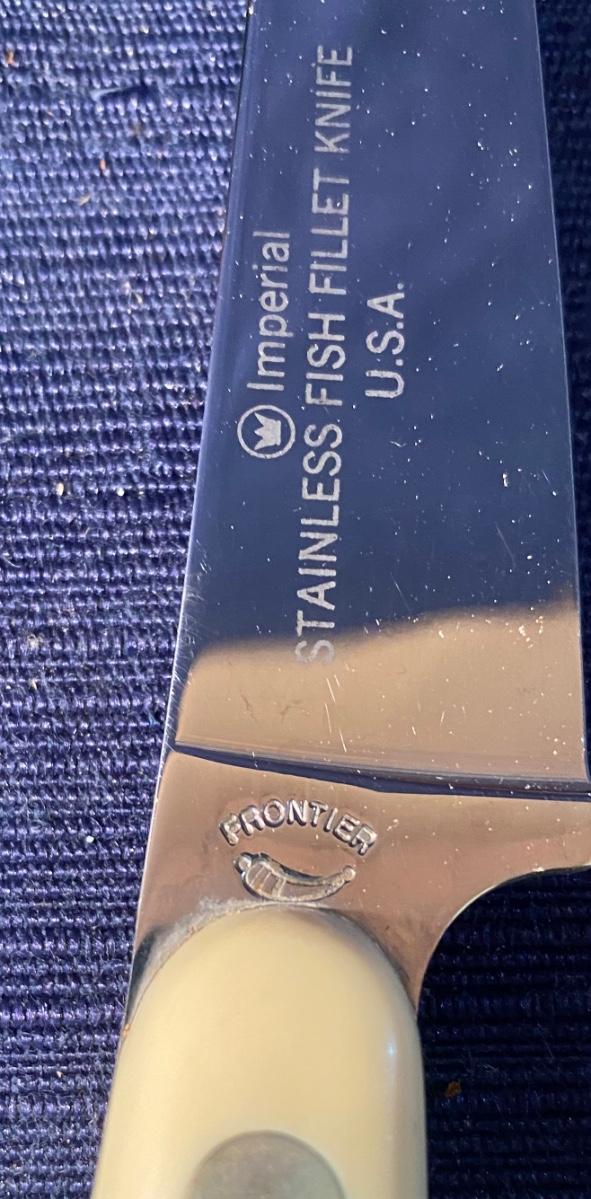 Imperial
STAINLESS FISH FILLET KNIFE
U.S.A.
FRONTIER